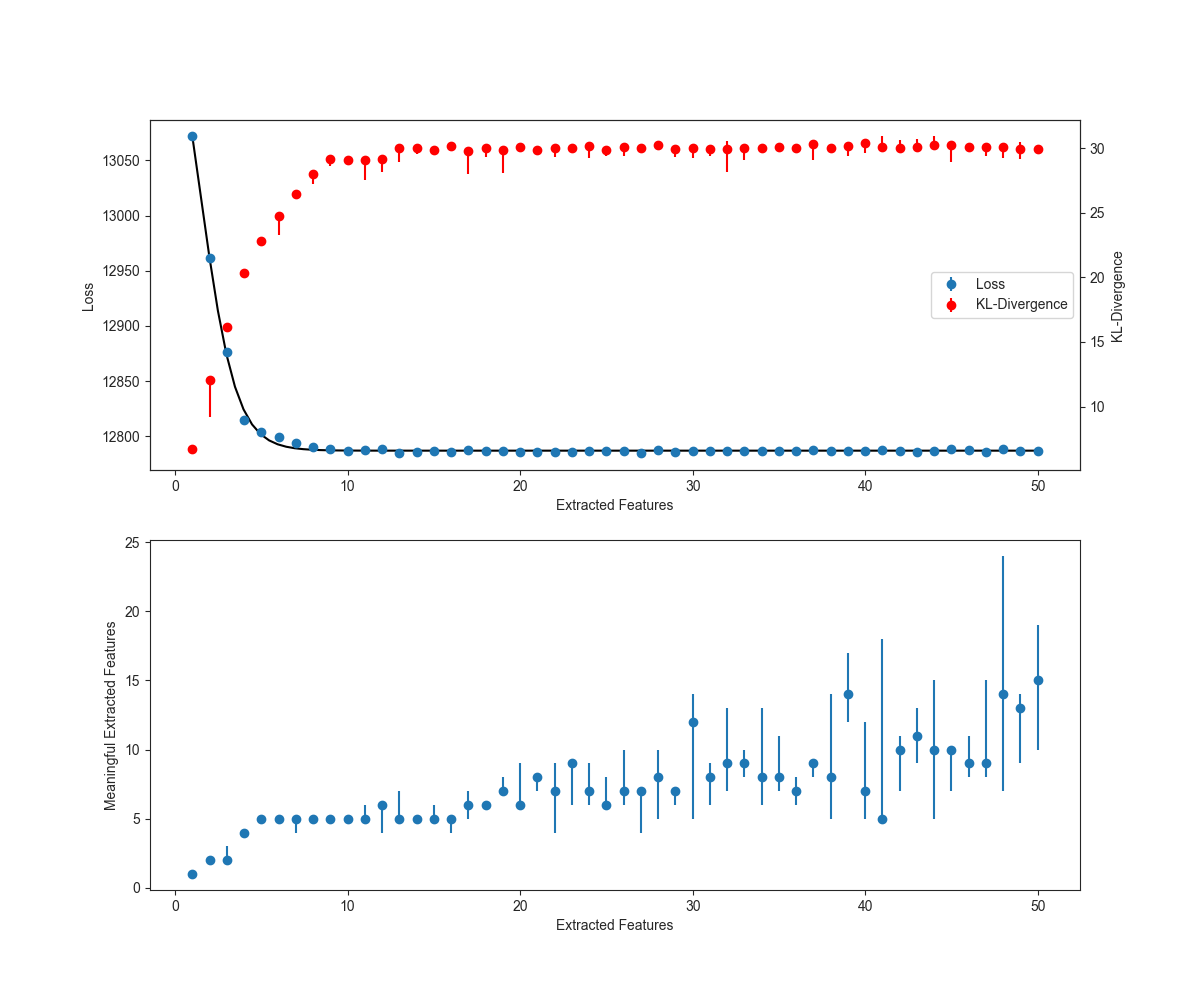 13050
13000
12950
12900
12850
12800
Loss
30
25
20
15
10
KL-Divergence
Loss
KL-Divergence
0 10 20 30 40 50
Extracted Features
25
20
15
10
5
0
Meaningful Extracted Features
0 10 20 30 40 50
Extracted Features